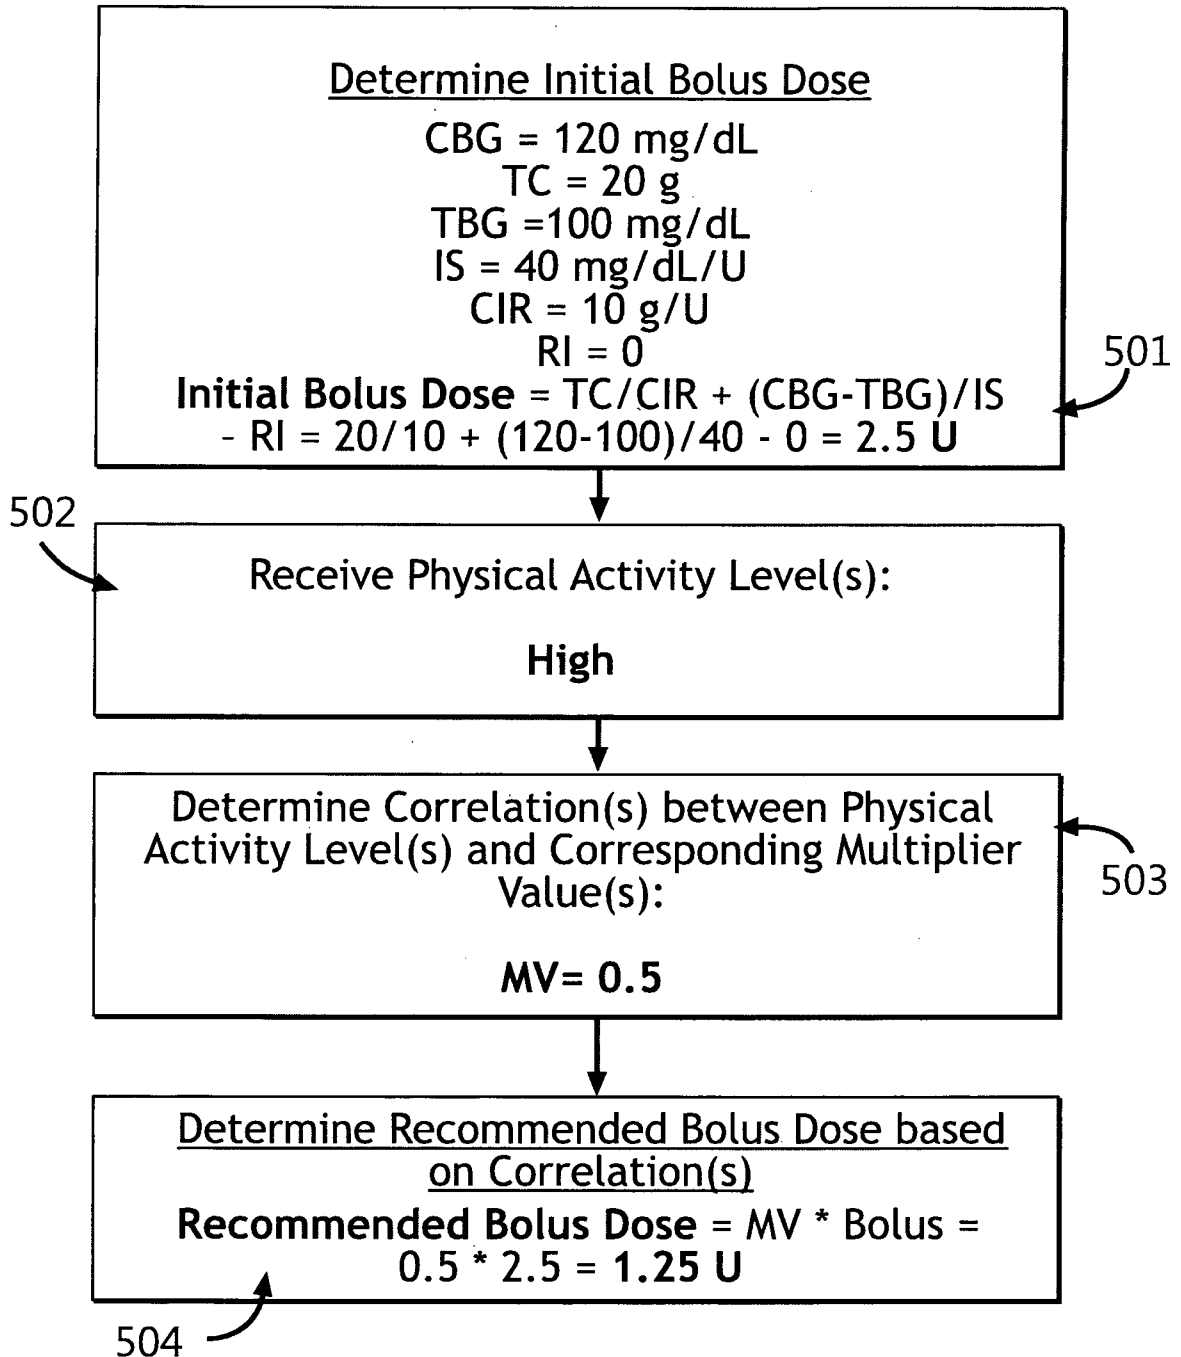 Determine Initial Bolus Dose
CBG = 120 mg/dL
TC = 20 g
TBG =100 mg/dL
IS = 40 mg/dL/U
CIR = 10 g/U
RI = 0
Initial Bolus Dose = TC/CIR + (CBG-TBG)/IS
- RI = 20/10 + (120-100)/40 - 0 = 2.5 U
501
502
Receive Physical Activity Level(s):
High
Determine Correlation(s) between Physical
Activity Level(s) and Corresponding Multiplier
Value(s):
MV= 0.5
503
Determine Recommended Bolus Dose based
on Correlation(s)
Recommended Bolus Dose = MV * Bolus =
0.5 * 2.5 = 1.25 U
504